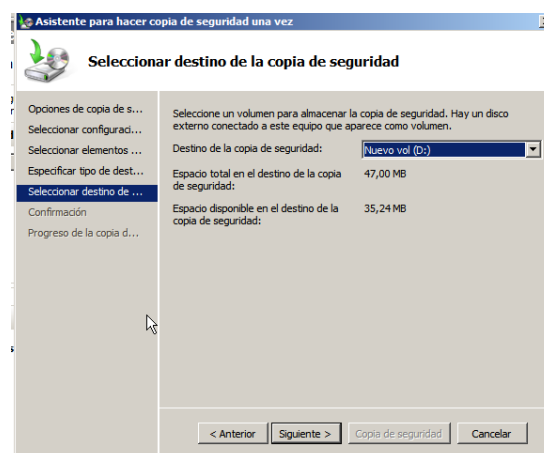 Asistente para hacer copia de seguridad una vez
Seleccionar destino de la copia de seguridad
Opciones de copia de s...
Seleccionar configuraci...
Seleccionar elementos ...
Especificar tipo de dest...
Seleccionar destino de ...
Confirmación
Progreso de la copia d...
Seleccione un volumen para almacenar la copia de seguridad. Hay un disco
externo conectado a este equipo que aparece como volumen.
Destino de la copia de seguridad: Nuevo vol (D:)
Espacio total en el destino de la copia 47,00 MB
de seguridad:
Espacio disponible en el destino de la 35,24 MB
copia de seguridad:
< Anterior Siguiente > Copia de seguridad Cancelar